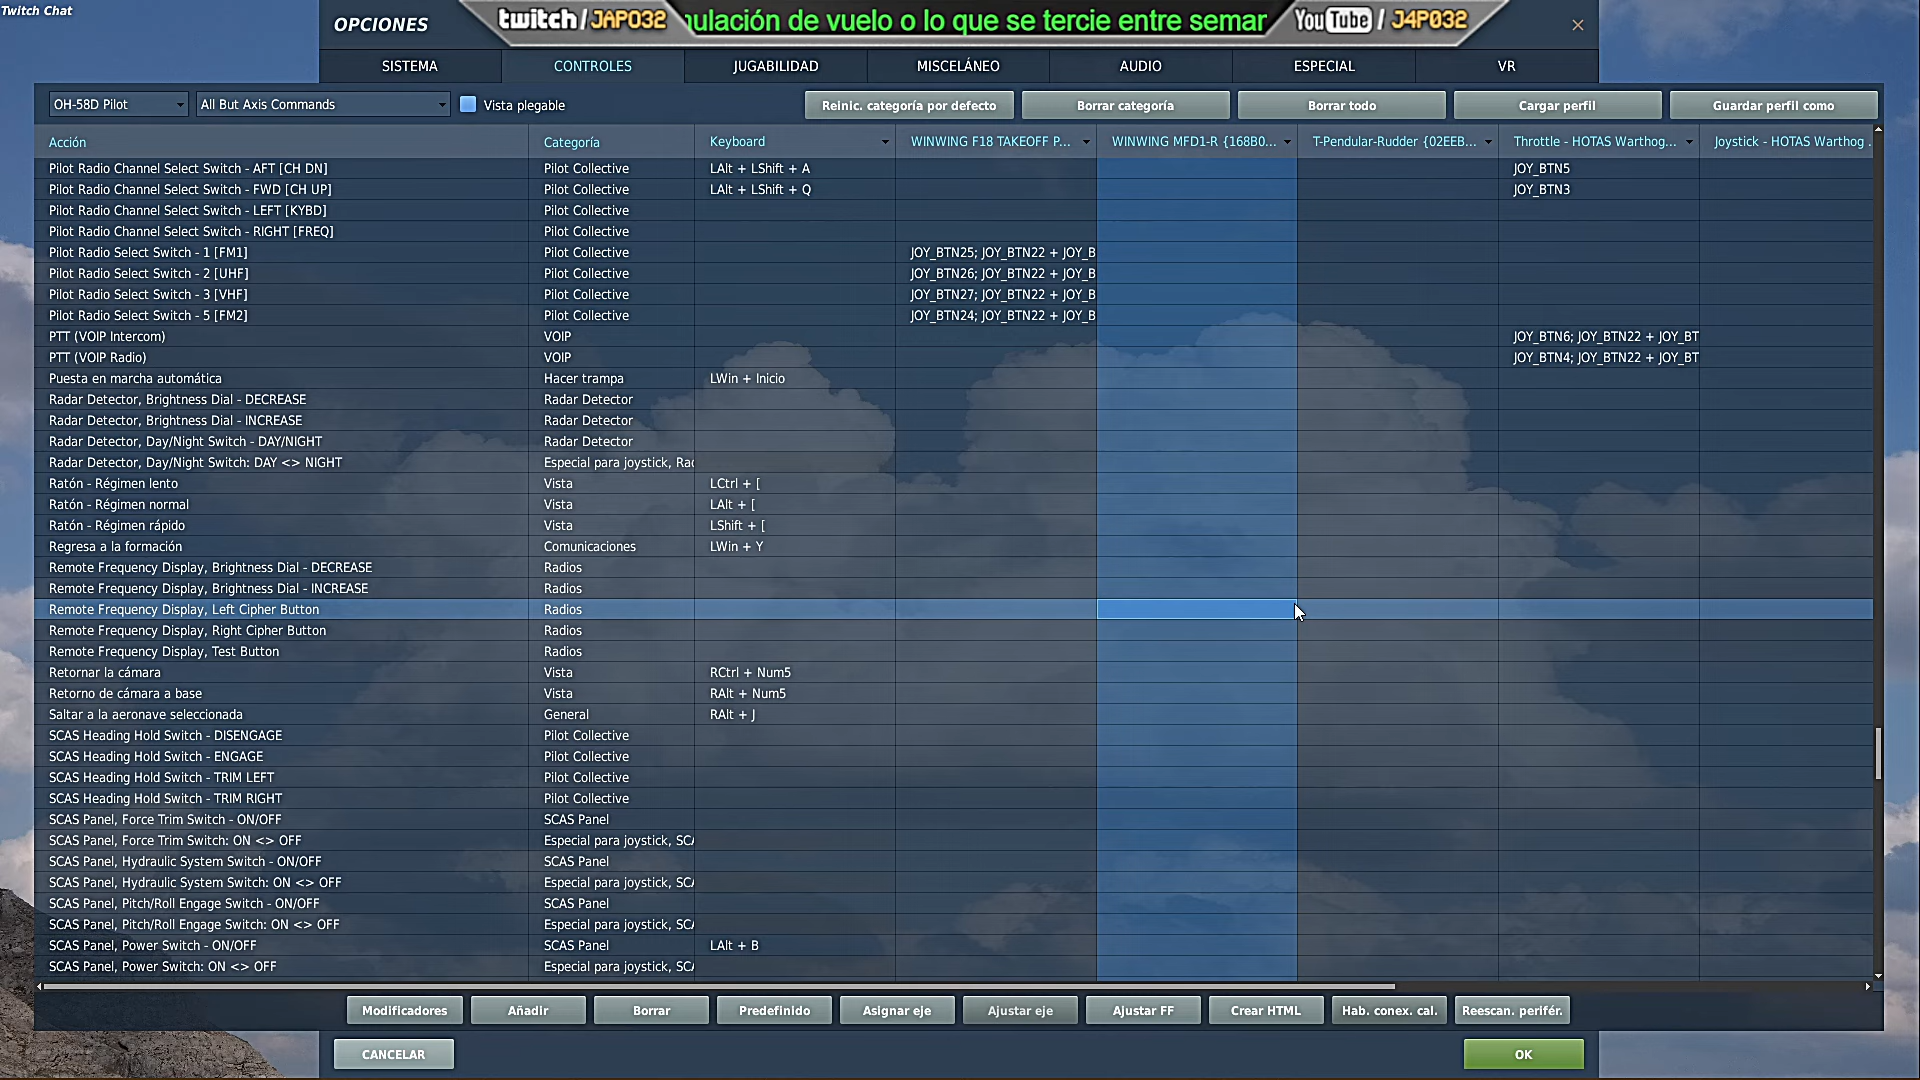 Twitch Chat
OPCIONES
twitch / JAPO32
ulación de vuelo o lo que se tercie entre semar
YouTube / J4P032
SISTEMA CONTROLES JUGABILIDAD MISCELÁNEO AUDIO ESPECIAL VR
OH-58D Pilot All But Axis Commands Vista plegable Reinic. categoría por defecto Borrar categoría Borrar todo Cargar perfil Guardar perfil como
Acción Categoría Keyboard WINWING F18 TAKEOFF P... WINWING MFD1-R {168B0... T-Pendular-Rudder {02EEB... Throttle - HOTAS Warthog... Joystick - HOTAS Warthog .
Pilot Radio Channel Select Switch - AFT [CH DN] Pilot Collective LAlt + LShift + A JOY_BTN5
Pilot Radio Channel Select Switch - FWD [CH UP] Pilot Collective LAlt + LShift + Q JOY_BTN3
Pilot Radio Channel Select Switch - LEFT [KYBD] Pilot Collective
Pilot Radio Channel Select Switch - RIGHT [FREQ] Pilot Collective
Pilot Radio Select Switch - 1 [FM1] Pilot Collective JOY_BTN25; JOY_BTN22 + JOY_B
Pilot Radio Select Switch - 2 [UHF] Pilot Collective JOY_BTN26; JOY_BTN22 + JOY_B
Pilot Radio Select Switch - 3 [VHF] Pilot Collective JOY_BTN27; JOY_BTN22 + JOY_B
Pilot Radio Select Switch - 5 [FM2] Pilot Collective JOY_BTN24; JOY_BTN22 + JOY_B
PTT (VOIP Intercom) VOIP JOY_BTN6; JOY_BTN22 + JOY_BT
PTT (VOIP Radio) VOIP JOY_BTN4; JOY_BTN22 + JOY_BT
Puesta en marcha automática Hacer trampa LWin + Inicio
Radar Detector, Brightness Dial - DECREASE Radar Detector
Radar Detector, Brightness Dial - INCREASE Radar Detector
Radar Detector, Day/Night Switch - DAY/NIGHT Radar Detector
Radar Detector, Day/Night Switch: DAY <> NIGHT Especial para joystick, Rac
Ratón - Régimen lento Vista LCtrl + [
Ratón - Régimen normal Vista LAlt + [
Ratón - Régimen rápido Vista LShift + [
Regresa a la formación Comunicaciones LWin + Y
Remote Frequency Display, Brightness Dial - DECREASE Radios
Remote Frequency Display, Brightness Dial - INCREASE Radios
Remote Frequency Display, Left Cipher Button Radios
Remote Frequency Display, Right Cipher Button Radios
Remote Frequency Display, Test Button Radios
Retornar la cámara Vista RCtrl + Num5
Retorno de cámara a base Vista RAlt + Num5
Saltar a la aeronave seleccionada General RAlt + J
SCAS Heading Hold Switch - DISENGAGE Pilot Collective
SCAS Heading Hold Switch - ENGAGE Pilot Collective
SCAS Heading Hold Switch - TRIM LEFT Pilot Collective
SCAS Heading Hold Switch - TRIM RIGHT Pilot Collective
SCAS Panel, Force Trim Switch - ON/OFF SCAS Panel
SCAS Panel, Force Trim Switch: ON <> OFF Especial para joystick, SCA
SCAS Panel, Hydraulic System Switch - ON/OFF SCAS Panel
SCAS Panel, Hydraulic System Switch: ON <> OFF Especial para joystick, SCA
SCAS Panel, Pitch/Roll Engage Switch - ON/OFF SCAS Panel
SCAS Panel, Pitch/Roll Engage Switch: ON <> OFF Especial para joystick, SCA
SCAS Panel, Power Switch - ON/OFF SCAS Panel LAlt + B
SCAS Panel, Power Switch: ON <> OFF Especial para joystick, SCA
Modificadores Añadir Borrar Predefinido Asignar eje Ajustar eje Ajustar FF Crear HTML Hab. conex. cal. Reescan. perifér.
CANCELAR OK